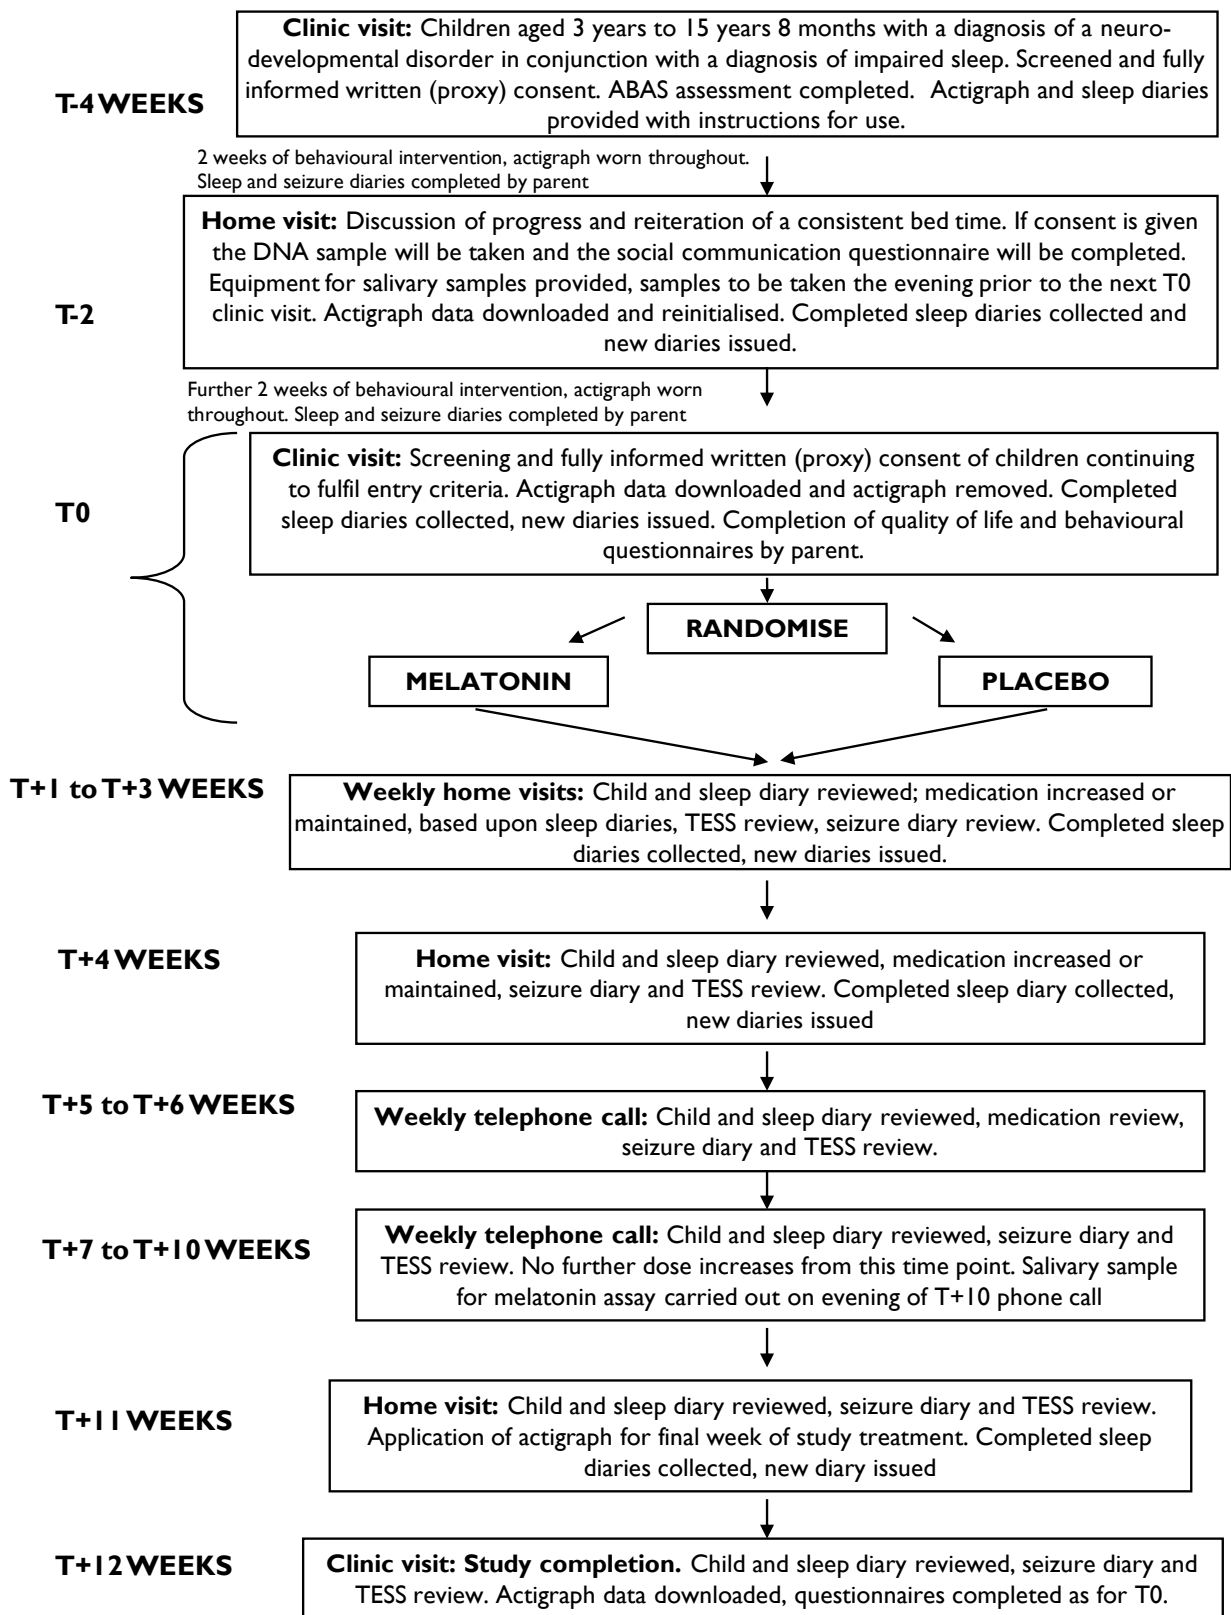 Clinic visit: Children aged 3 years to 15 years 8 months with a diagnosis of a neuro-
developmental disorder in conjunction with a diagnosis of impaired sleep. Screened and fully
informed written (proxy) consent. ABAS assessment completed. Actigraph and sleep diaries
provided with instructions for use.
T-4 WEEKS
2 weeks of behavioural intervention, actigraph worn throughout.
Sleep and seizure diaries completed by parent
Home visit: Discussion of progress and reiteration of a consistent bed time. If consent is given
the DNA sample will be taken and the social communication questionnaire will be completed.
Equipment for salivary samples provided, samples to be taken the evening prior to the next T0
clinic visit. Actigraph data downloaded and reinitialised. Completed sleep diaries collected and
new diaries issued.
T-2
Further 2 weeks of behavioural intervention, actigraph worn
throughout. Sleep and seizure diaries completed by parent
Clinic visit: Screening and fully informed written (proxy) consent of children continuing
to fulfil entry criteria. Actigraph data downloaded and actigraph removed. Completed
sleep diaries collected, new diaries issued. Completion of quality of life and behavioural
questionnaires by parent.
T0
RANDOMISE
MELATONIN
PLACEBO
T+1 to T+3 WEEKS
Weekly home visits: Child and sleep diary reviewed; medication increased or
maintained, based upon sleep diaries, TESS review, seizure diary review. Completed sleep
diaries collected, new diaries issued.
T+4 WEEKS
Home visit: Child and sleep diary reviewed, medication increased or
maintained, seizure diary and TESS review. Completed sleep diary collected,
new diaries issued
T+5 to T+6 WEEKS
Weekly telephone call: Child and sleep diary reviewed, medication review,
seizure diary and TESS review.
T+7 to T+10 WEEKS
Weekly telephone call: Child and sleep diary reviewed, seizure diary and
TESS review. No further dose increases from this time point. Salivary sample
for melatonin assay carried out on evening of T+10 phone call
T+11 WEEKS
Home visit: Child and sleep diary reviewed, seizure diary and TESS review.
Application of actigraph for final week of study treatment. Completed sleep
diaries collected, new diary issued
T+12 WEEKS
Clinic visit: Study completion. Child and sleep diary reviewed, seizure diary and
TESS review. Actigraph data downloaded, questionnaires completed as for T0.